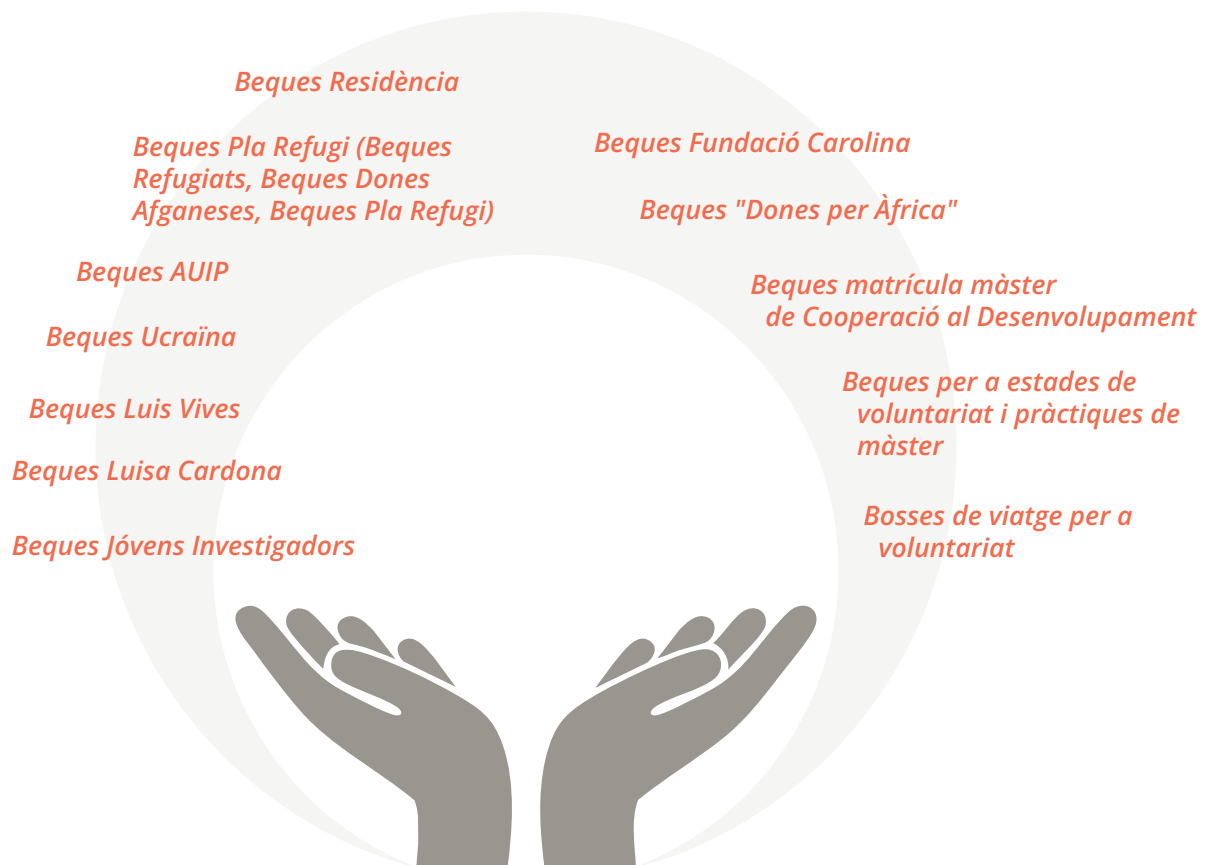 Beques Residència
Beques Pla Refugi (Beques
Refugiats, Beques Dones
Afganeses, Beques Pla Refugi)
Beques AUIP
Beques Ucraïna
Beques Luis Vives
Beques Luisa Cardona
Beques Jóvens Investigadors
Beques Fundació Carolina
Beques "Dones per Àfrica"
Beques matrícula màster
de Cooperació al Desenvolupament
Beques per a estades de
voluntariat i pràctiques de
màster
Bosses de viatge per a
voluntariat